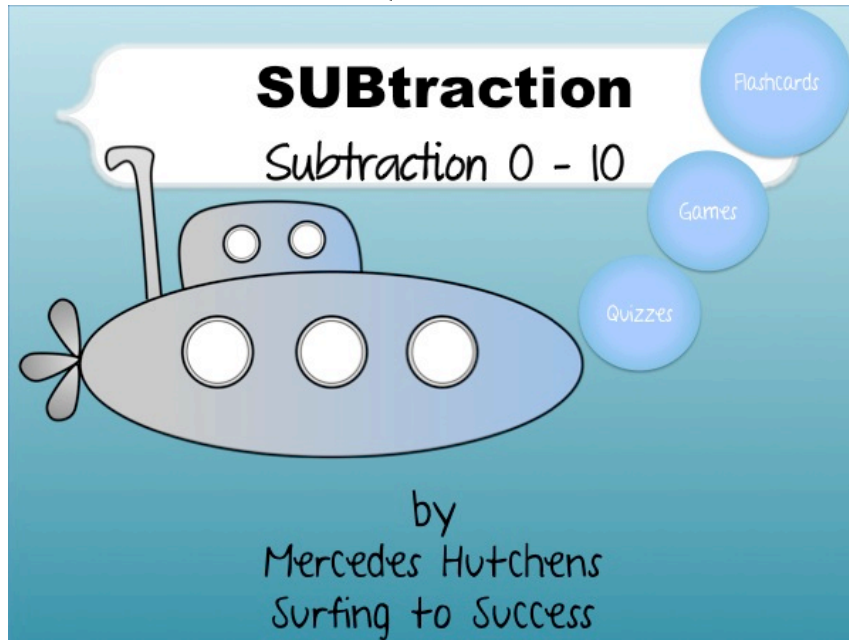 SUBtraction
Subtraction 0 - 10
Flashcards
Games
Quizzes
by
Mercedes Hutchens
Surfing to Success